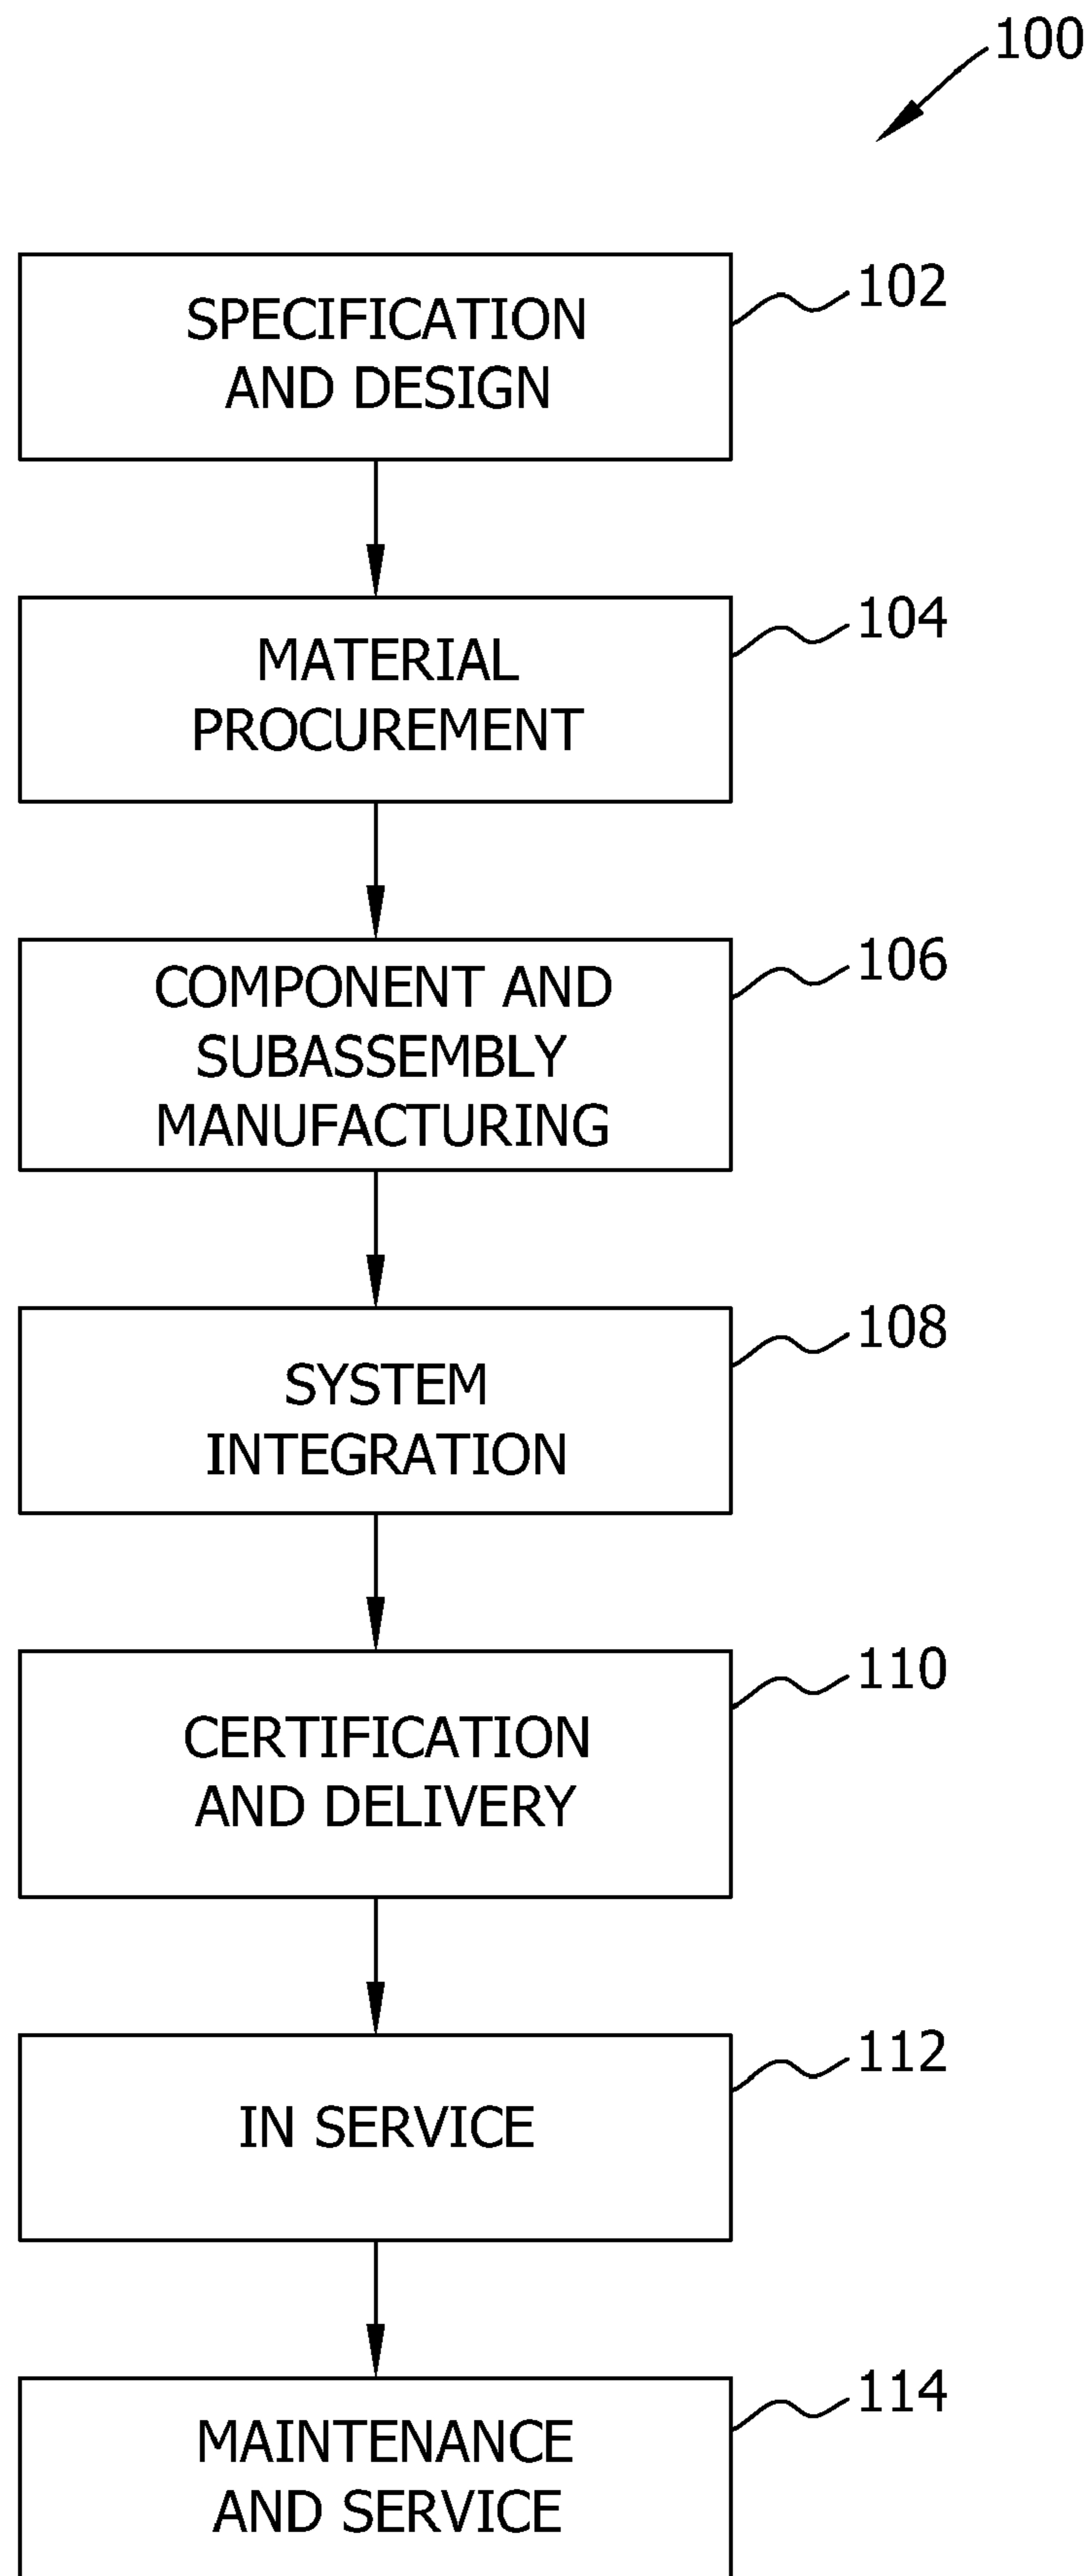 100
SPECIFICATION
AND DESIGN
102
MATERIAL
PROCUREMENT
104
COMPONENT AND
SUBASSEMBLY
MANUFACTURING
106
SYSTEM
INTEGRATION
108
CERTIFICATION
AND DELIVERY
110
IN SERVICE
112
MAINTENANCE
AND SERVICE
114